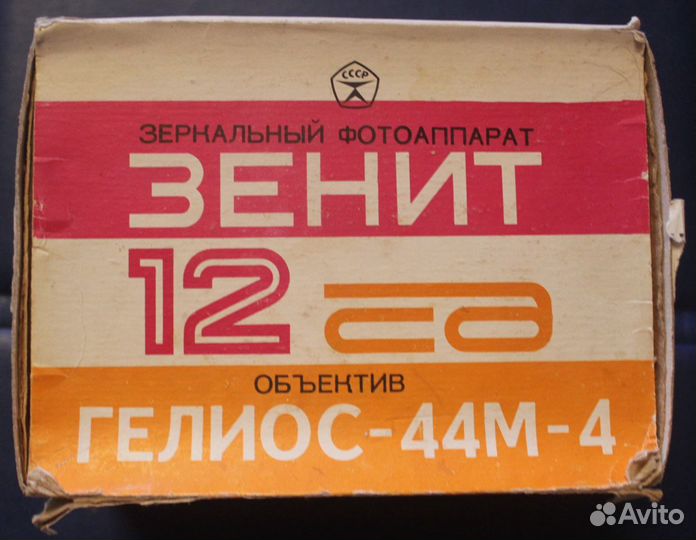 СССР
ЗЕРКАЛЬНЫЙ ФОТОАППАРАТ
ЗЕНИТ
12 сд
ОБЪЕКТИВ
ГЕЛИОС-44М-4
Avito